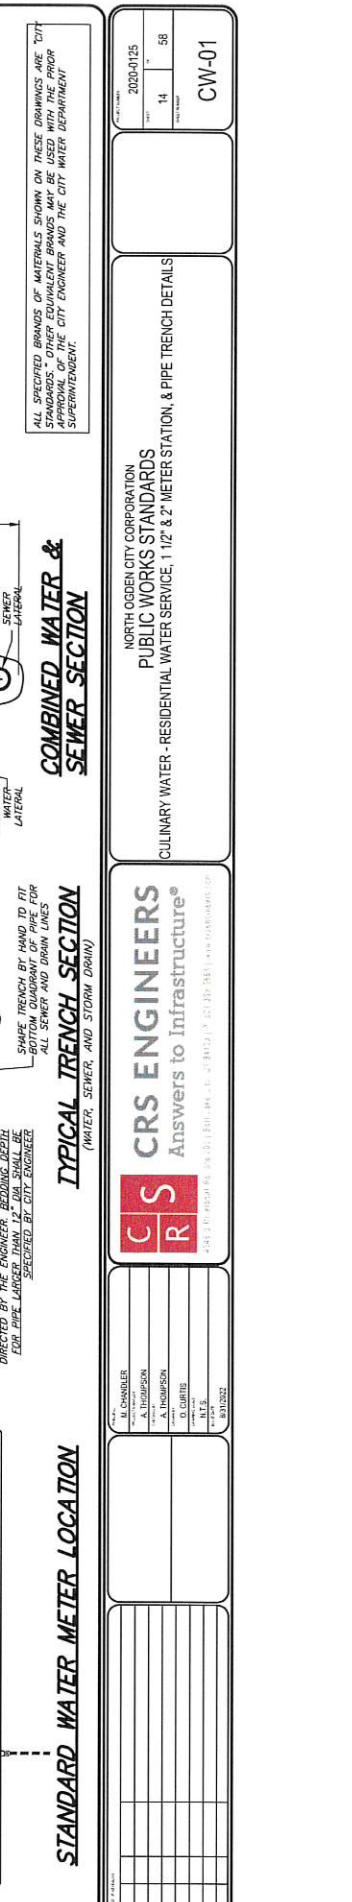 STANDARD WATER METER LOCATION
DIRECTED BY THE ENGINEER. BEDDING DEPTH
FOR PIPE LARGER THAN 12" DIA SHALL BE
SPECIFIED BY CITY ENGINEER
SHAPE TRENCH BY HAND TO FIT
BOTTOM QUADRANT OF PIPE FOR
ALL SEWER AND DRAIN LINES
TYPICAL TRENCH SECTION
(WATER, SEWER, AND STORM DRAIN)
WATER
LATERAL
SEWER
LATERAL
COMBINED WATER &
SEWER SECTION
ALL SPECIFIED BRANDS OF MATERIALS SHOWN ON THESE DRAWINGS ARE "CITY
STANDARDS." OTHER EQUIVALENT BRANDS MAY BE USED WITH THE PRIOR
APPROVAL OF THE CITY ENGINEER AND THE CITY WATER DEPARTMENT
SUPERINTENDENT.
M. CHANDLER
A. THOMPSON
A. THOMPSON
O. CURTIS
N.T.S.
8/31/2022
C
R S
CRS ENGINEERS
Answers to Infrastructure®
NORTH OGDEN CITY CORPORATION
PUBLIC WORKS STANDARDS
CULINARY WATER - RESIDENTIAL WATER SERVICE, 1 1/2" & 2" METER STATION, & PIPE TRENCH DETAILS
2020-0125
14 58
CW-01